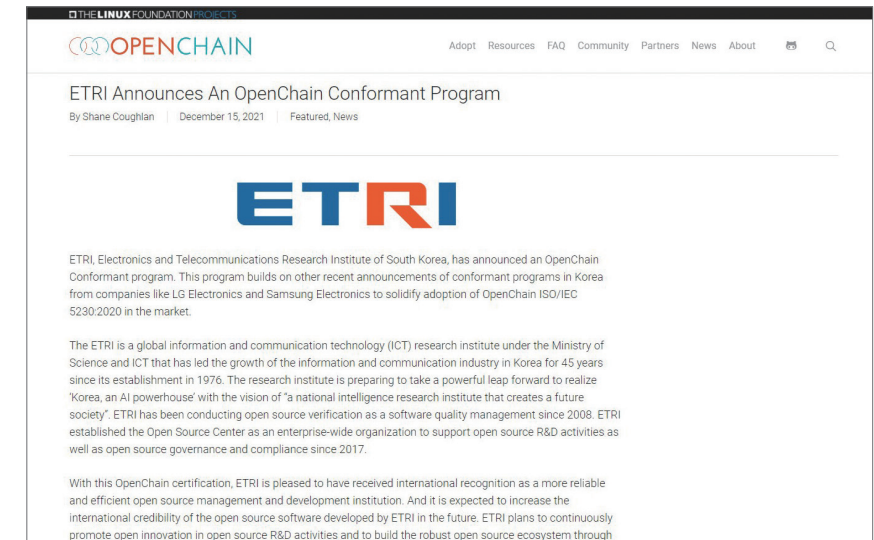 THE LINUX FOUNDATION PROJECTS
OPENCHAIN
Adopt Resources FAQ Community Partners News About
ETRI Announces An OpenChain Conformant Program
By Shane Coughlan December 15, 2021 Featured, News
ETRI
ETRI, Electronics and Telecommunications Research Institute of South Korea, has announced an OpenChain
Conformant program. This program builds on other recent announcements of conformant programs in Korea
from companies like LG Electronics and Samsung Electronics to solidify adoption of OpenChain ISO/IEC
5230:2020 in the market.
The ETRI is a global information and communication technology (ICT) research institute under the Ministry of
Science and ICT that has led the growth of the information and communication industry in Korea for 45 years
since its establishment in 1976. The research institute is preparing to take a powerful leap forward to realize
‘Korea, an AI powerhouse’ with the vision of “a national intelligence research institute that creates a future
society”. ETRI has been conducting open source verification as a software quality management since 2008. ETRI
established the Open Source Center as an enterprise-wide organization to support open source R&D activities as
well as open source governance and compliance since 2017.
With this OpenChain certification, ETRI is pleased to have received international recognition as a more reliable
and efficient open source management and development institution. And it is expected to increase the
international credibility of the open source software developed by ETRI in the future. ETRI plans to continuously
promote open innovation in open source R&D activities and to build the robust open source ecosystem through